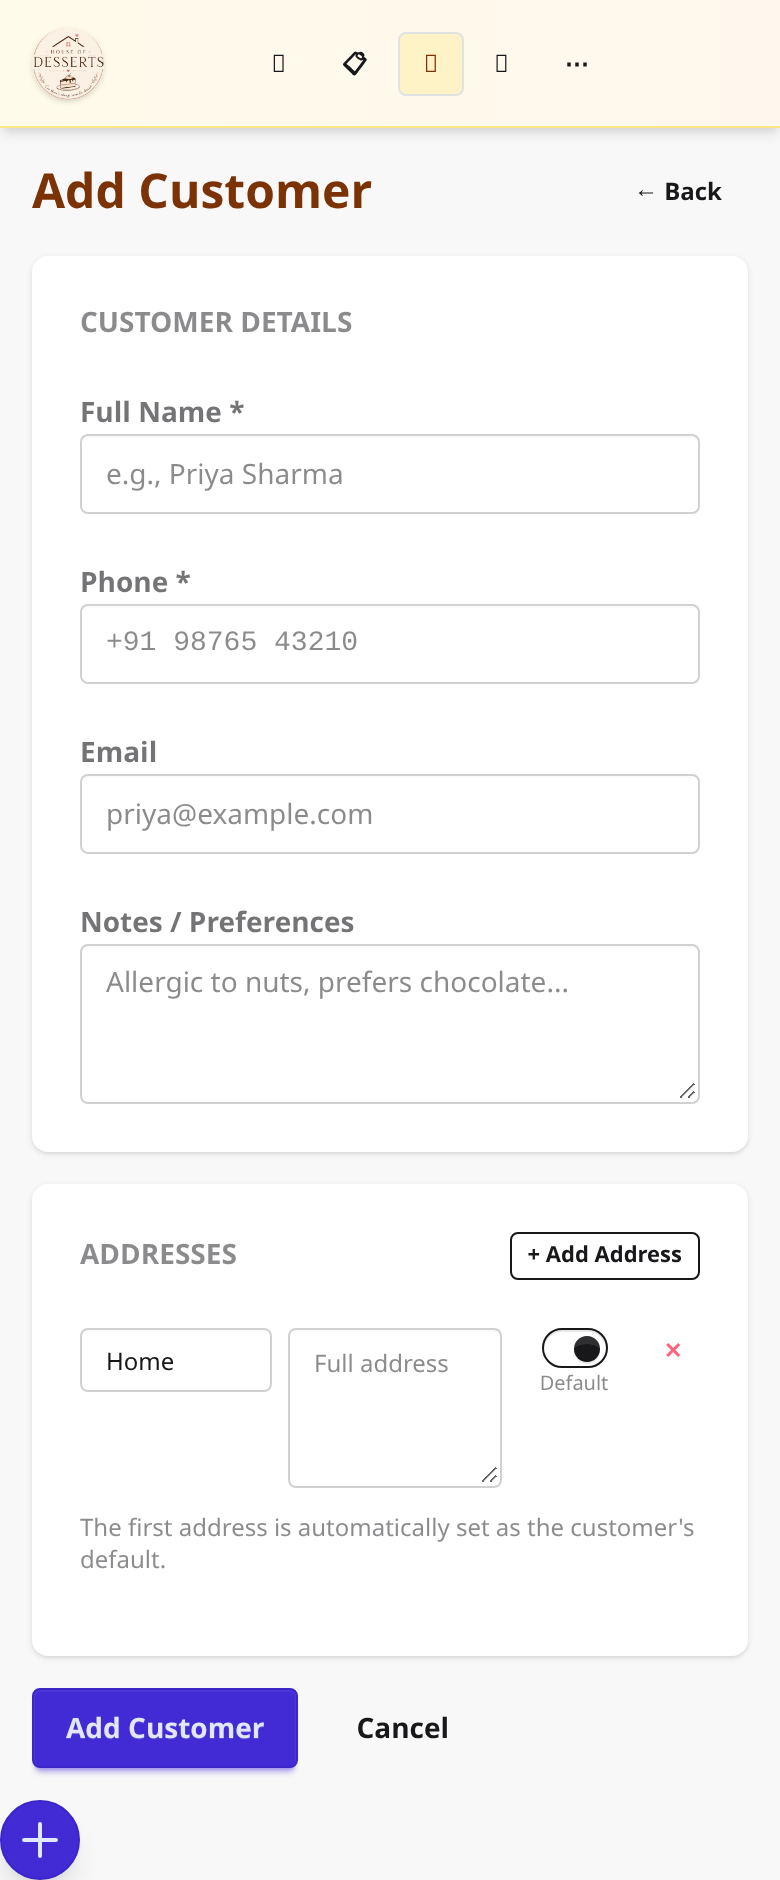 HOUSE OF
DESSERTS
...
Add Customer
← Back
CUSTOMER DETAILS
Full Name *
e.g., Priya Sharma
Phone *
+91 98765 43210
Email
priya@example.com
Notes / Preferences
Allergic to nuts, prefers chocolate...
ADDRESSES
+ Add Address
Home
Full address
Default
×
The first address is automatically set as the customer's
default.
Add Customer
Cancel